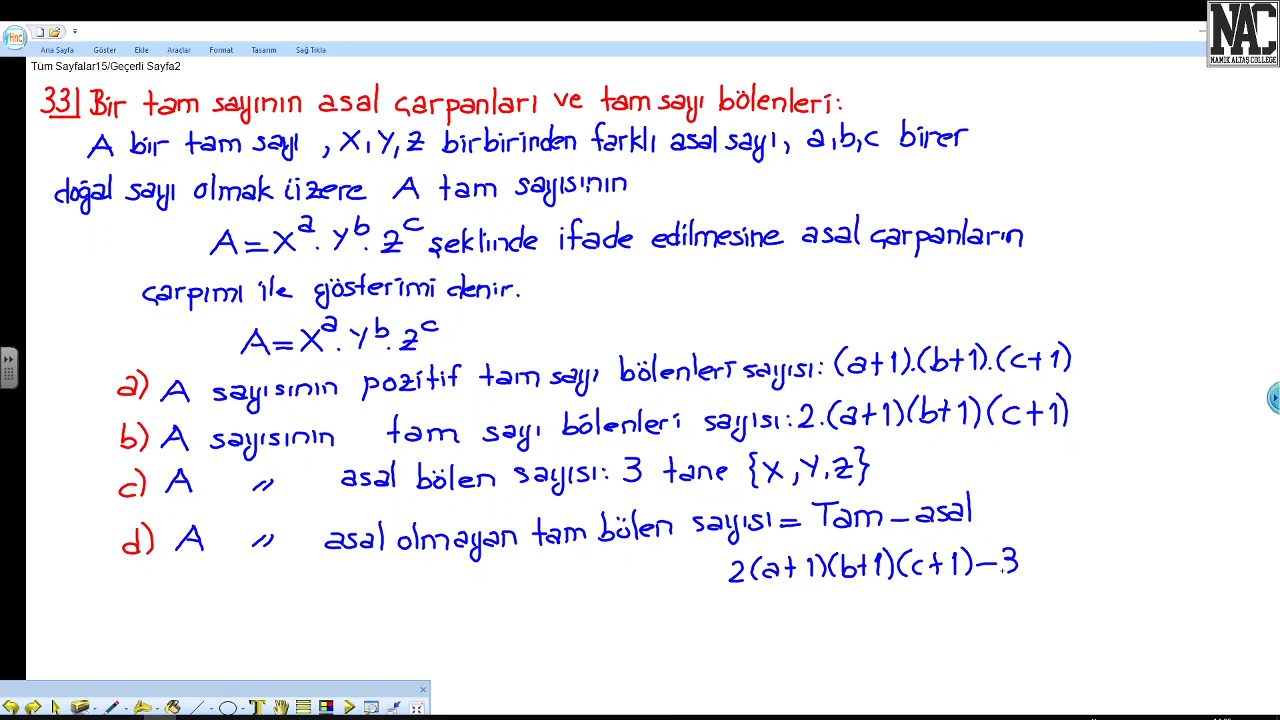 Hnc
Ana Sayfa Göster Ekle Araçlar Format Tasarım Sağ Tıkla
NAC
NAMIK ALTAŞ COLLEGE
Tüm Sayfalar15/Geçerli Sayfa2
33) Bir tam sayının asal çarpanları ve tam sayı bölenleri:
A bir tam sayı , X, Y, Z birbirinden farklı asal sayı, a,b,c birer
doğal sayı olmak üzere A tam sayısının
A = X^a . Y^b . Z^c şeklinde ifade edilmesine asal çarpanların
çarpımı ile gösterimi denir.
A = X^a . Y^b . Z^c
a) A sayısının pozitif tam sayı bölenleri sayısı: (a+1).(b+1).(c+1)
b) A sayısının tam sayı bölenleri sayısı: 2.(a+1)(b+1)(c+1)
c) A " asal bölen sayısı: 3 tane {X,Y,Z}
d) A " asal olmayan tam bölen sayısı = Tam - asal
2(a+1)(b+1)(c+1)-3